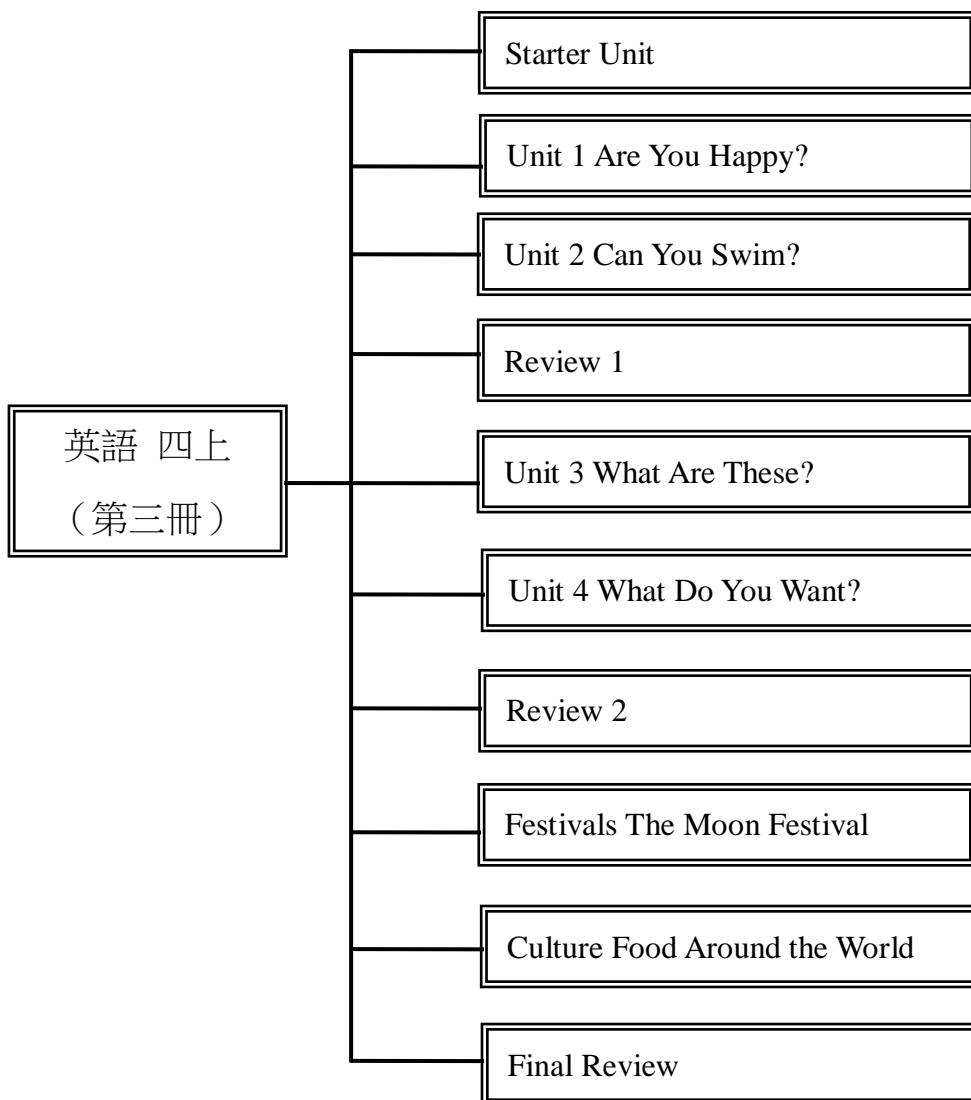 Starter Unit
Unit 1 Are You Happy?
Unit 2 Can You Swim?
Review 1
英語 四上
（第三冊）
Unit 3 What Are These?
Unit 4 What Do You Want?
Review 2
Festivals The Moon Festival
Culture Food Around the World
Final Review